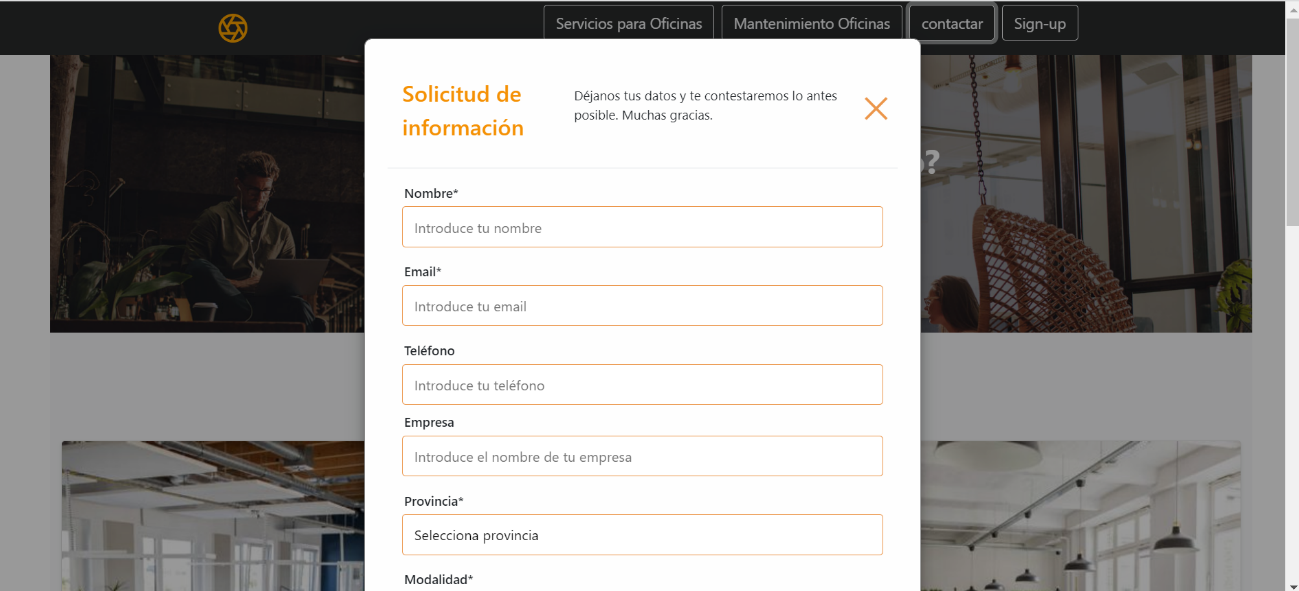 Servicios para Oficinas
Mantenimiento Oficinas
contactar
Sign-up
Solicitud de
información
Déjanos tus datos y te contestaremos lo antes
posible. Muchas gracias.
?
Nombre*
Introduce tu nombre
Email*
Introduce tu email
Teléfono
Introduce tu teléfono
Empresa
Introduce el nombre de tu empresa
Provincia*
Selecciona provincia
Modalidad*